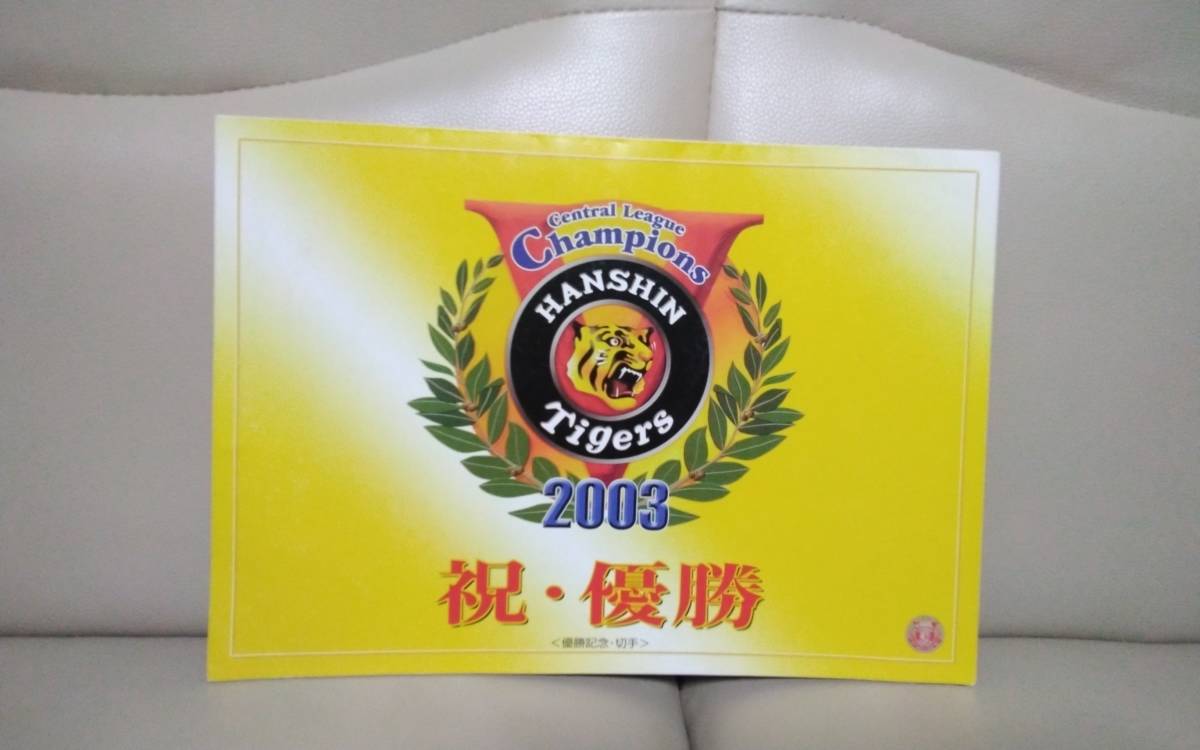 Central League
Champions
HANSHIN
Tigers
2003
祝・優勝
<優勝記念・切手>